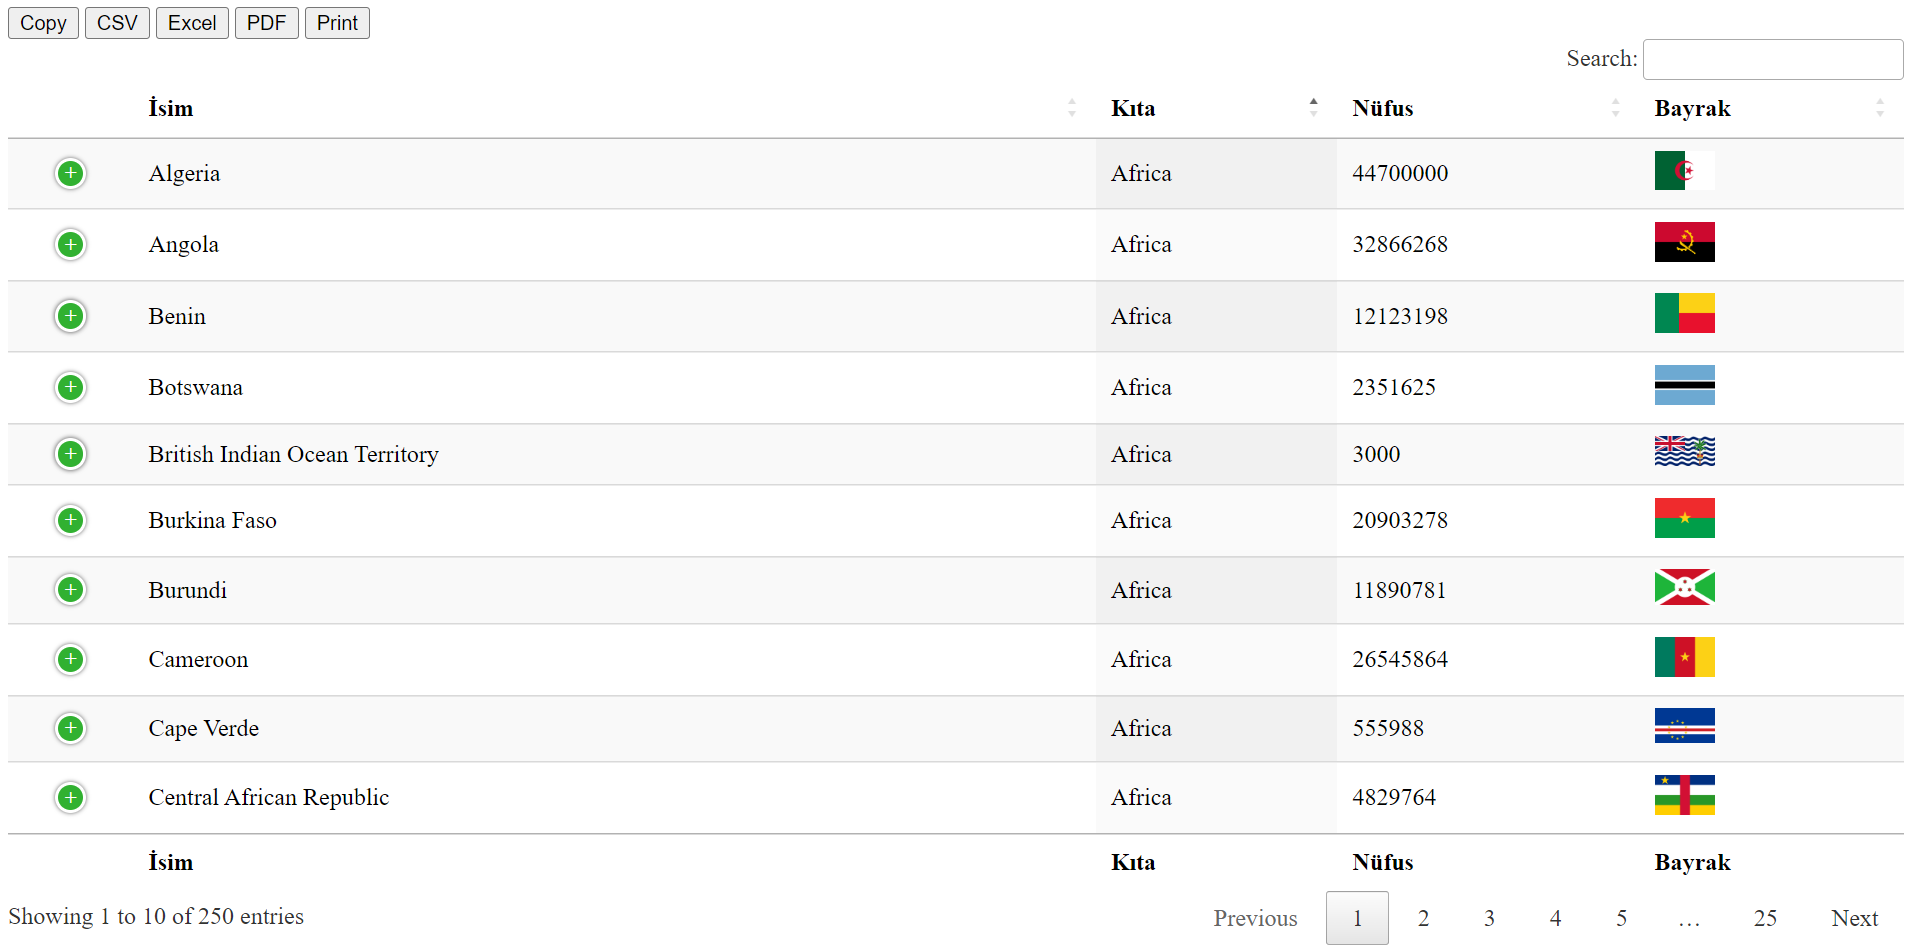 Copy CSV Excel PDF Print
Search:
İsim Kıta Nüfus Bayrak
Algeria Africa 44700000
Angola Africa 32866268
Benin Africa 12123198
Botswana Africa 2351625
British Indian Ocean Territory Africa 3000
Burkina Faso Africa 20903278
Burundi Africa 11890781
Cameroon Africa 26545864
Cape Verde Africa 555988
Central African Republic Africa 4829764
İsim Kıta Nüfus Bayrak
Showing 1 to 10 of 250 entries Previous 1 2 3 4 5 … 25 Next